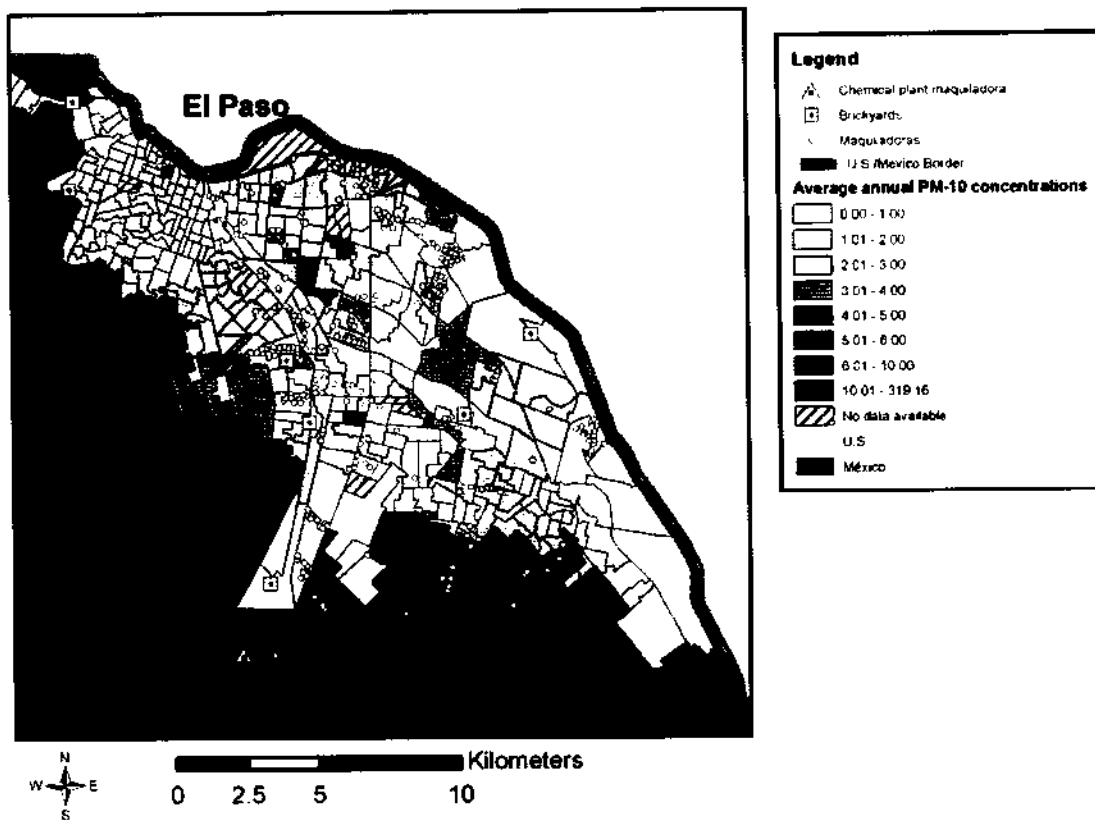 El Paso
Legend
Chemical plant maquiladora
Brickyards
Maquiladoras
U.S /Mexico Border
Average annual PM-10 concentrations
0.00 - 1.00
1.01 - 2.00
2.01 - 3.00
3.01 - 4.00
4.01 - 5.00
5.01 - 6.00
6.01 - 10.00
10.01 - 319.16
No data available
U.S
México
N
W E
S
Kilometers
0 2.5 5 10